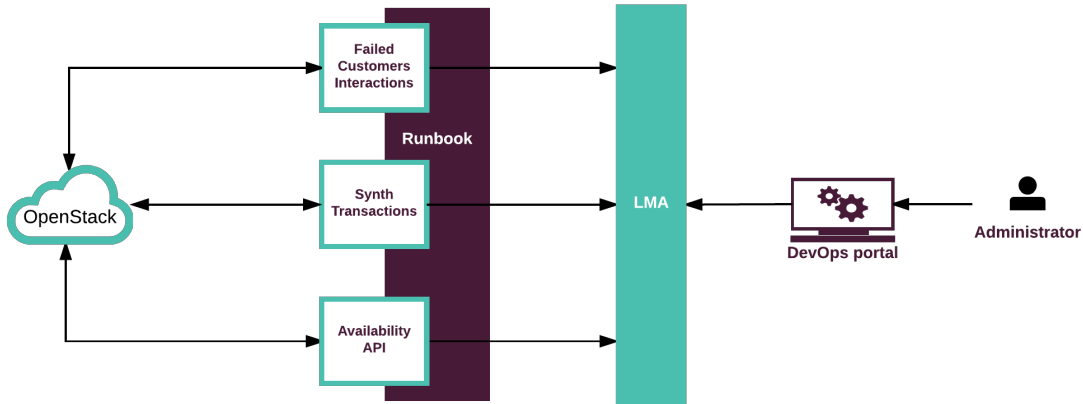 Failed
Customers
Interactions
Runbook
OpenStack
Synth
Transactions
LMA
Administrator
DevOps portal
Availability
API